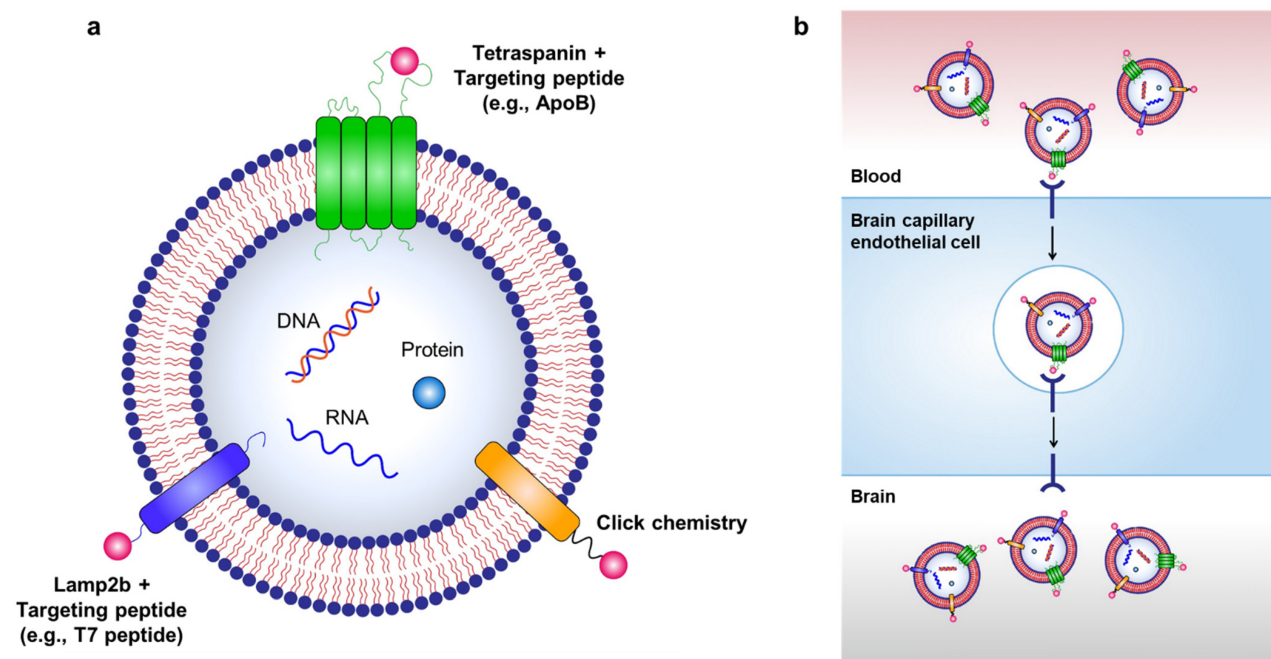 a
Tetraspanin +
Targeting peptide
(e.g., ApoB)
DNA
Protein
RNA
Click chemistry
Lamp2b +
Targeting peptide
(e.g., T7 peptide)
b
Blood
Brain capillary
endothelial cell
Brain